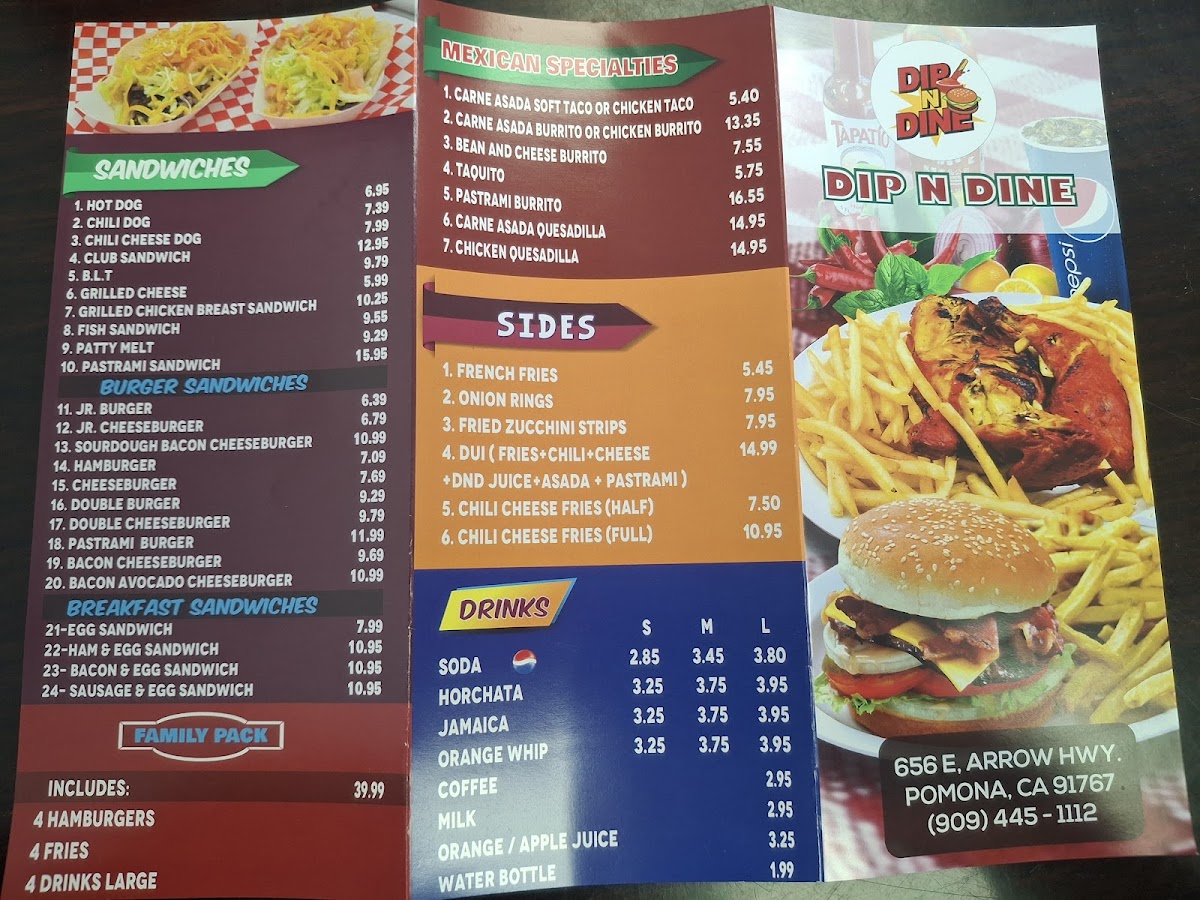 SANDWICHES
1. HOT DOG 6.95
2. CHILI DOG 7.39
3. CHILI CHEESE DOG 7.99
4. CLUB SANDWICH 12.95
5. B.L.T 9.79
6. GRILLED CHEESE 5.99
7. GRILLED CHICKEN BREAST SANDWICH 10.25
8. FISH SANDWICH 9.55
9. PATTY MELT 9.29
10. PASTRAMI SANDWICH 15.95
BURGER SANDWICHES
11. JR. BURGER 6.39
12. JR. CHEESEBURGER 6.79
13. SOURDOUGH BACON CHEESEBURGER 10.99
14. HAMBURGER 7.09
15. CHEESEBURGER 7.69
16. DOUBLE BURGER 9.29
17. DOUBLE CHEESEBURGER 9.79
18. PASTRAMI BURGER 11.99
19. BACON CHEESEBURGER 9.69
20. BACON AVOCADO CHEESEBURGER 10.99
BREAKFAST SANDWICHES
21-EGG SANDWICH 7.99
22-HAM & EGG SANDWICH 10.95
23- BACON & EGG SANDWICH 10.95
24- SAUSAGE & EGG SANDWICH 10.95
FAMILY PACK
INCLUDES: 39.99
4 HAMBURGERS
4 FRIES
4 DRINKS LARGE
MEXICAN SPECIALTIES
1. CARNE ASADA SOFT TACO OR CHICKEN TACO 5.40
2. CARNE ASADA BURRITO OR CHICKEN BURRITO 13.35
3. BEAN AND CHEESE BURRITO 7.55
4. TAQUITO 5.75
5. PASTRAMI BURRITO 16.55
6. CARNE ASADA QUESADILLA 14.95
7. CHICKEN QUESADILLA 14.95
SIDES
1. FRENCH FRIES 5.45
2. ONION RINGS 7.95
3. FRIED ZUCCHINI STRIPS 7.95
4. DUI ( FRIES+CHILI+CHEESE 14.99
+DND JUICE+ASADA + PASTRAMI )
5. CHILI CHEESE FRIES (HALF) 7.50
6. CHILI CHEESE FRIES (FULL) 10.95
DRINKS
S M L
SODA 2.85 3.45 3.80
HORCHATA 3.25 3.75 3.95
JAMAICA 3.25 3.75 3.95
ORANGE WHIP 3.25 3.75 3.95
COFFEE 2.95
MILK 2.95
ORANGE / APPLE JUICE 3.25
WATER BOTTLE 1.99
DIP
N
DINE
TAPATIO
DIP N DINE
pepsi
656 E, ARROW HWY.
POMONA, CA 91767
(909) 445 - 1112